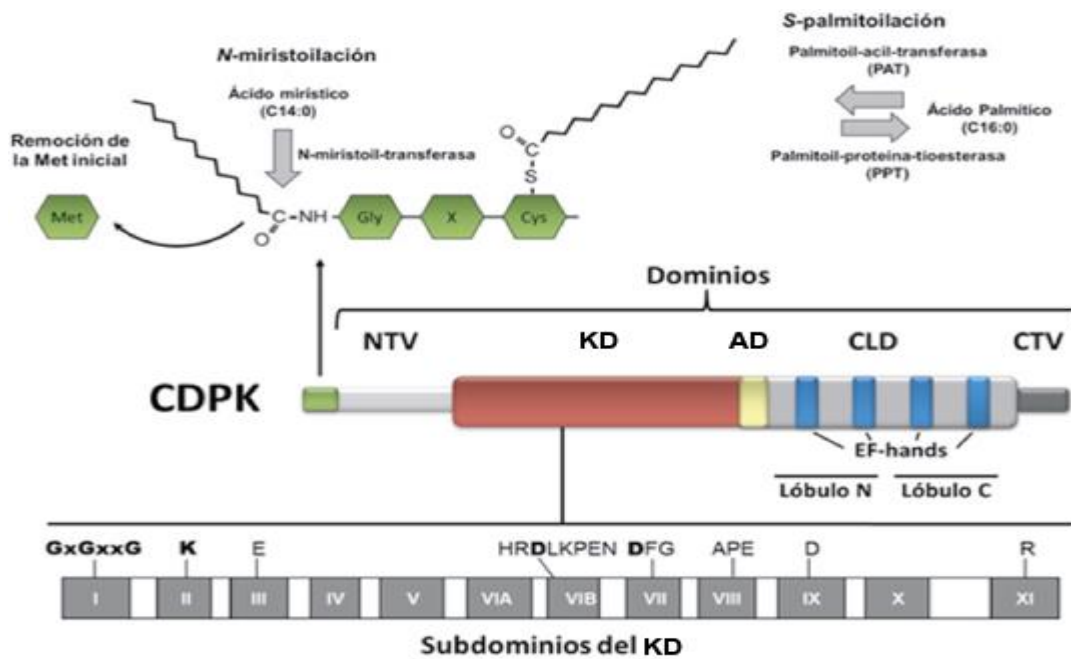 N-miristoilación
Ácido mirístico
(C14:0)
N-miristoil-transferasa
Remoción de
la Met inicial
Met
O
C-NH
Gly
X
Cys
S
C
O
S-palmitoilación
Palmitoil-acil-transferasa
(PAT)
Ácido Palmítico
(C16:0)
Palmitoil-proteina-tioesterasa
(PPT)
Dominios
NTV KD AD CLD CTV
CDPK
EF-hands
Lóbulo N Lóbulo C
GxGxxG K E HRDLKPEN DFG APE D R
I II III IV V VIA VIB VII VIII IX X XI
Subdominios del KD